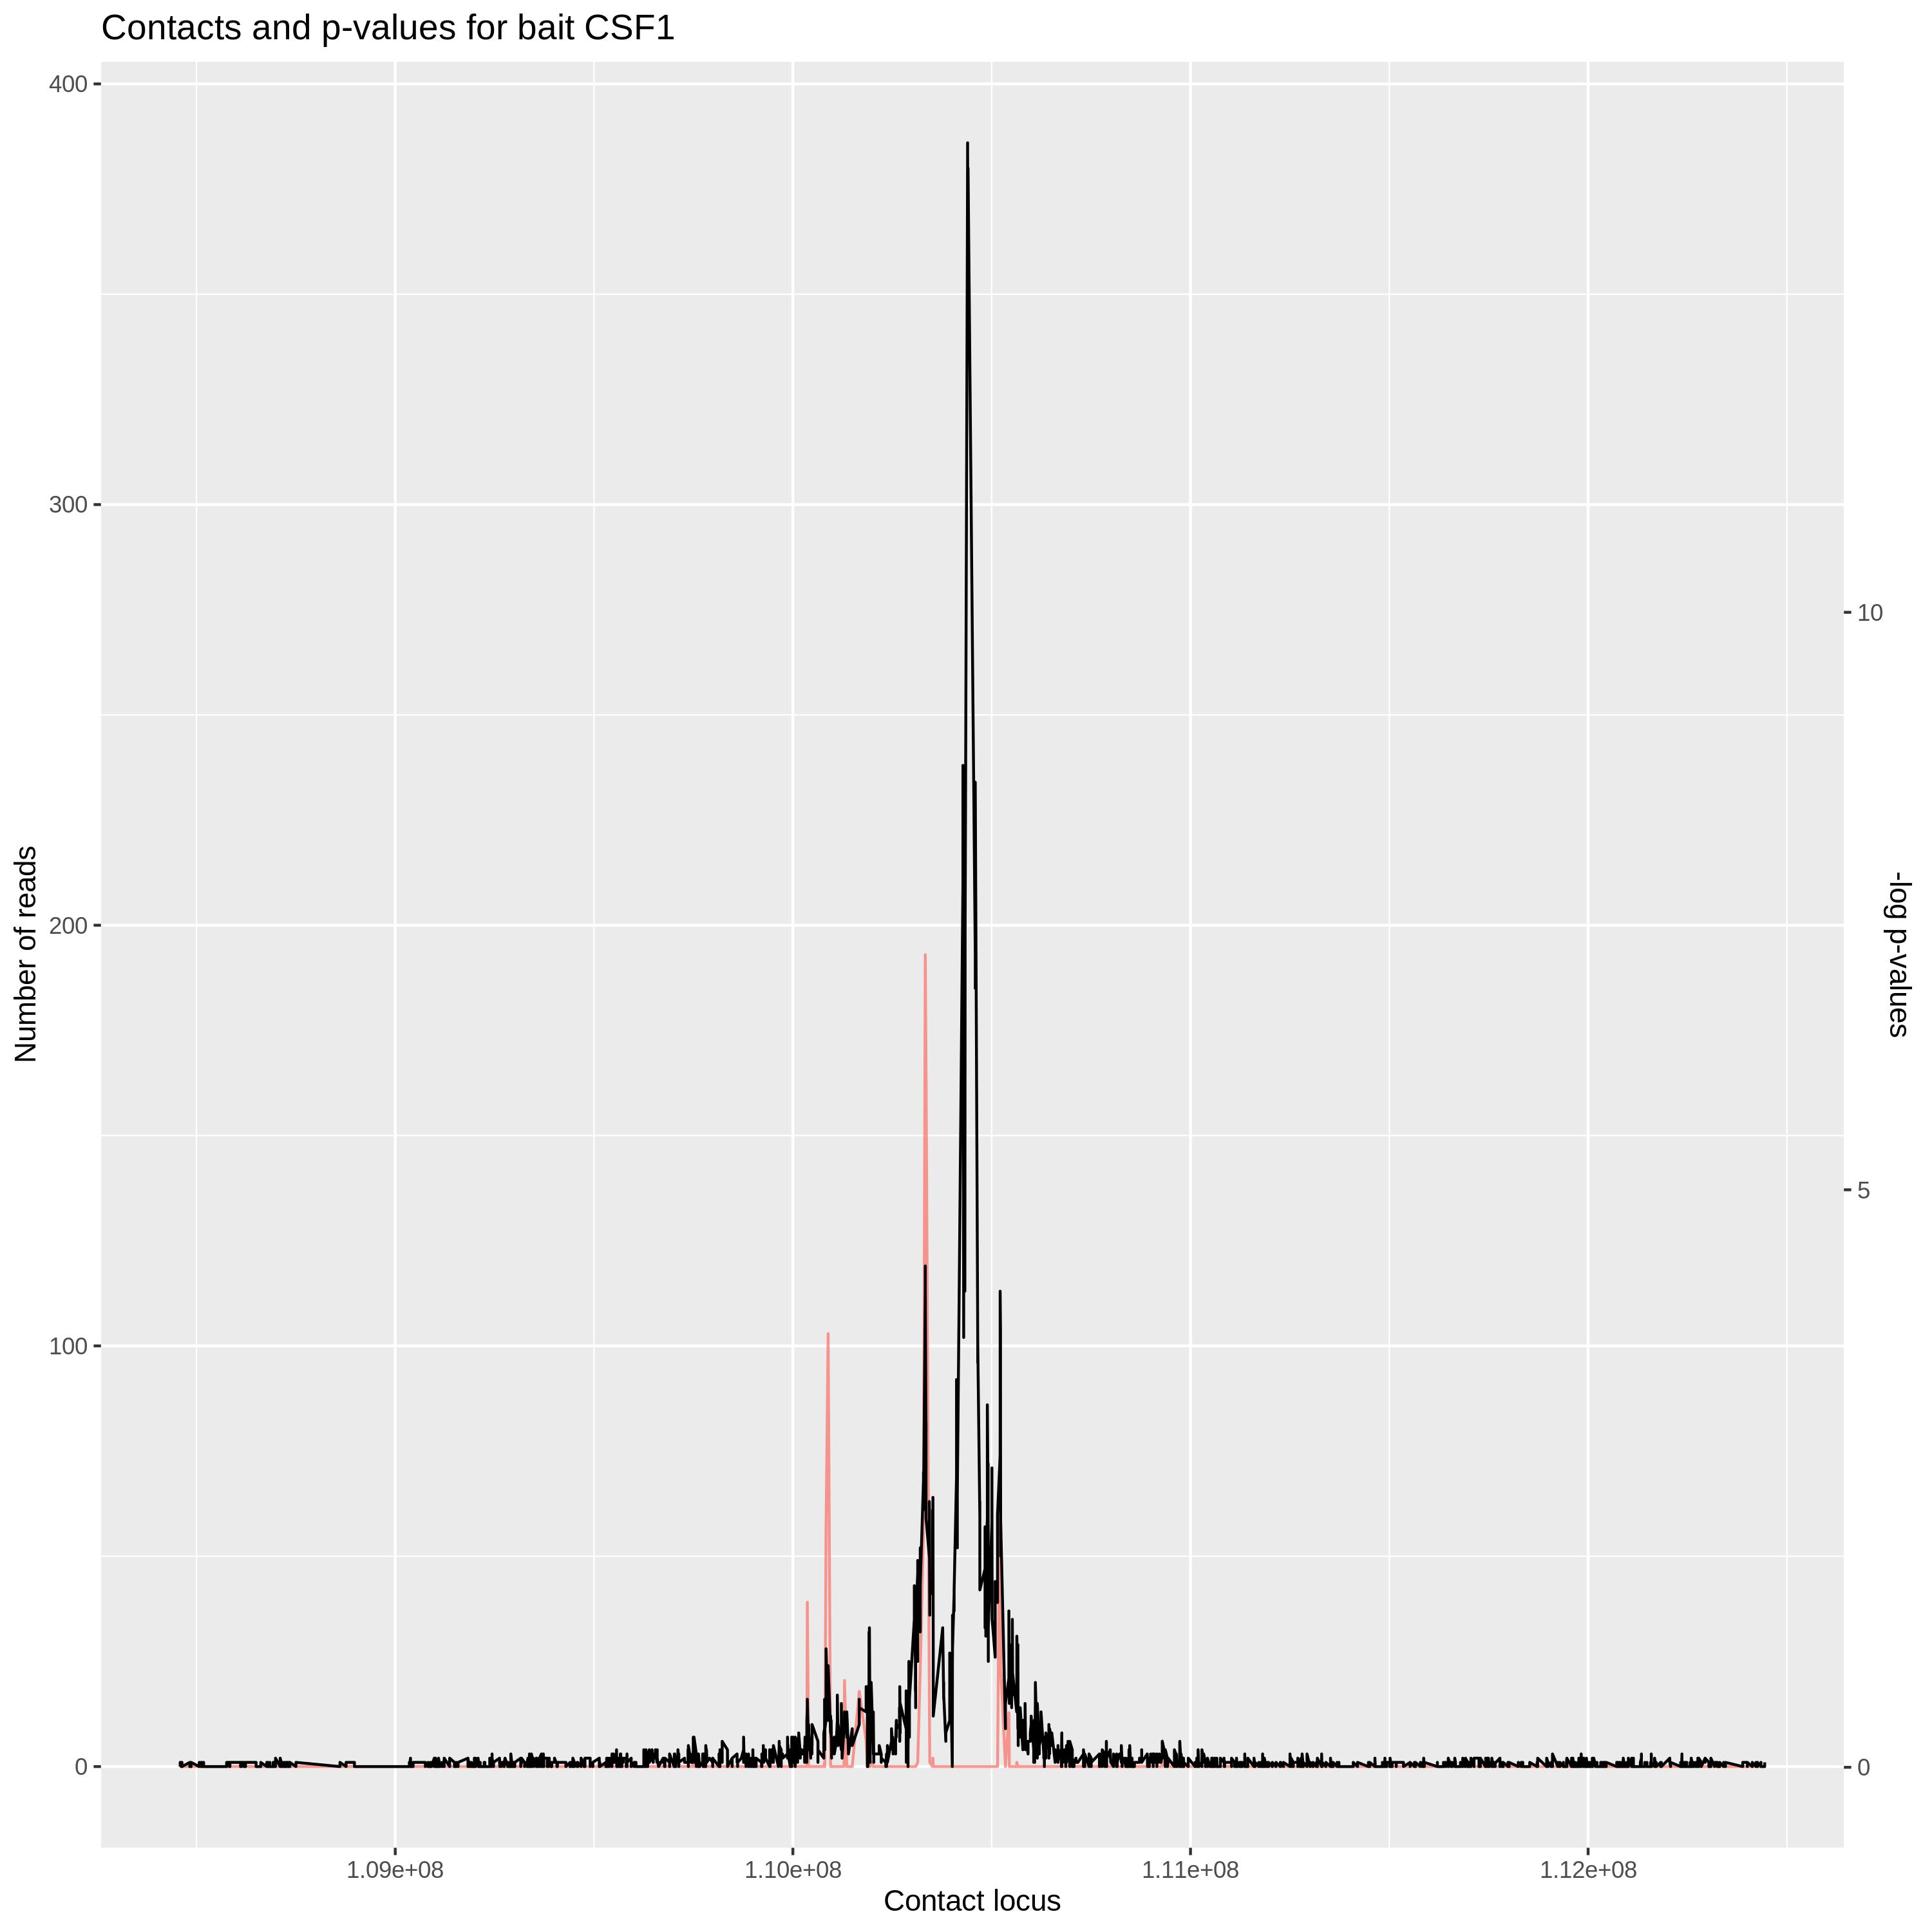 Contacts and p-values for bait CSF1
400
300
200
100
0
Number of reads
10
5
0
-log p-values
1.09e+08
1.10e+08
1.11e+08
1.12e+08
Contact locus